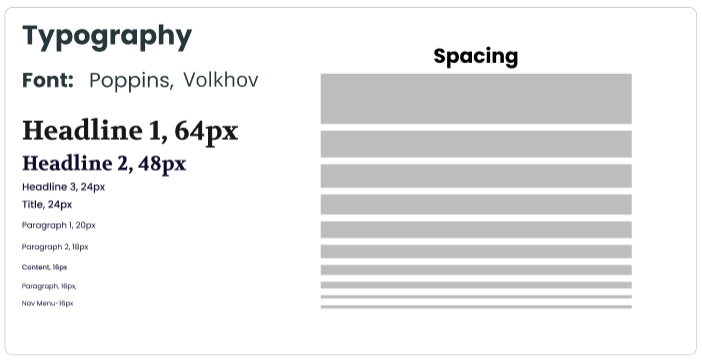 Typography
Font: Poppins, Volkhov
Headline 1, 64px
Headline 2, 48px
Headline 3, 24px
Title, 24px
Paragraph 1, 20px
Paragraph 2, 18px
Content, 16px
Paragraph, 16px,
Nav Menu-16px
Spacing